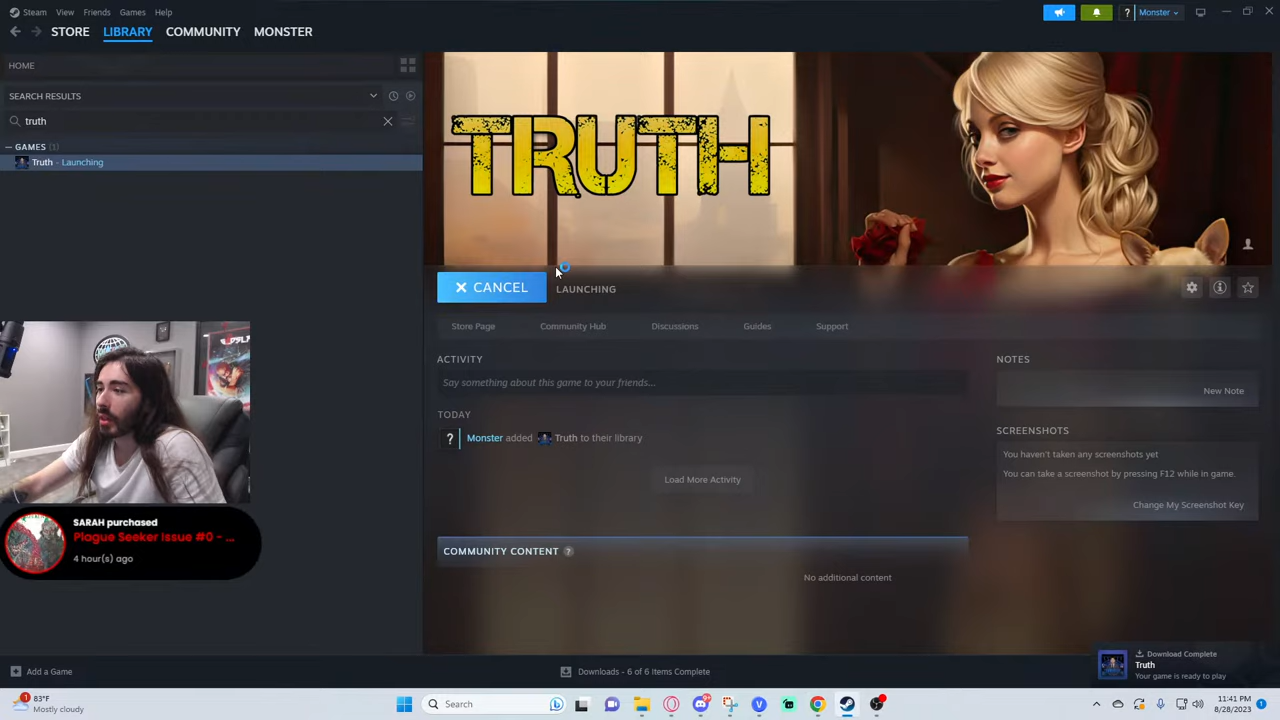 Steam View Friends Games Help
? Monster
STORE LIBRARY COMMUNITY MONSTER
HOME
SEARCH RESULTS
truth
GAMES (1)
Truth - Launching
TRUTH
CANCEL
LAUNCHING
Store Page Community Hub Discussions Guides Support
ACTIVITY
Say something about this game to your friends...
TODAY
? Monster added Truth to their library
Load More Activity
COMMUNITY CONTENT ?
No additional content
NOTES
New Note
SCREENSHOTS
You haven't taken any screenshots yet
You can take a screenshot by pressing F12 while in game.
Change My Screenshot Key
SARAH purchased
Plague Seeker Issue #0 - ...
4 hour(s) ago
Add a Game
Downloads - 6 of 6 Items Complete
Download Complete
Truth
Your game is ready to play
1
83°F
Mostly cloudy
Search
9+
11:41 PM
8/28/2023